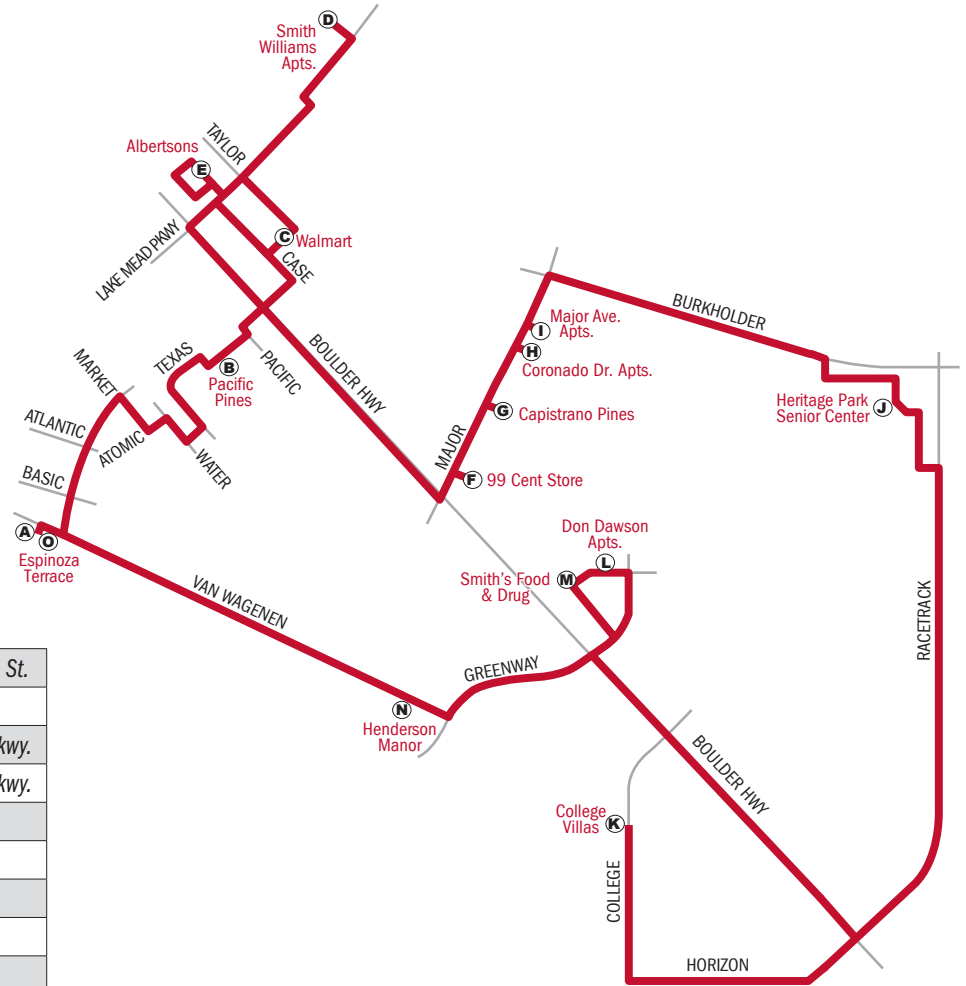 D
Smith
Williams
Apts.
TAYLOR
Albertsons
E
LAKE MEAD PKWY
C
Walmart
CASE
BURKHOLDER
I
Major Ave.
Apts.
H
Coronado Dr. Apts.
BOULDER HWY
PACIFIC
TEXAS
B
Pacific
Pines
MARKET
G
Capistrano Pines
Heritage Park
Senior Center
J
ATLANTIC
ATOMIC
MAJOR
WATER
F
99 Cent Store
BASIC
A
O
Espinoza
Terrace
Don Dawson
Apts.
L
Smith's Food
& Drug
M
VAN WAGENEN
RACETRACK
GREENWAY
St.
N
Henderson
Manor
kwy.
kwy.
BOULDER HWY
College
Villas
K
COLLEGE
HORIZON